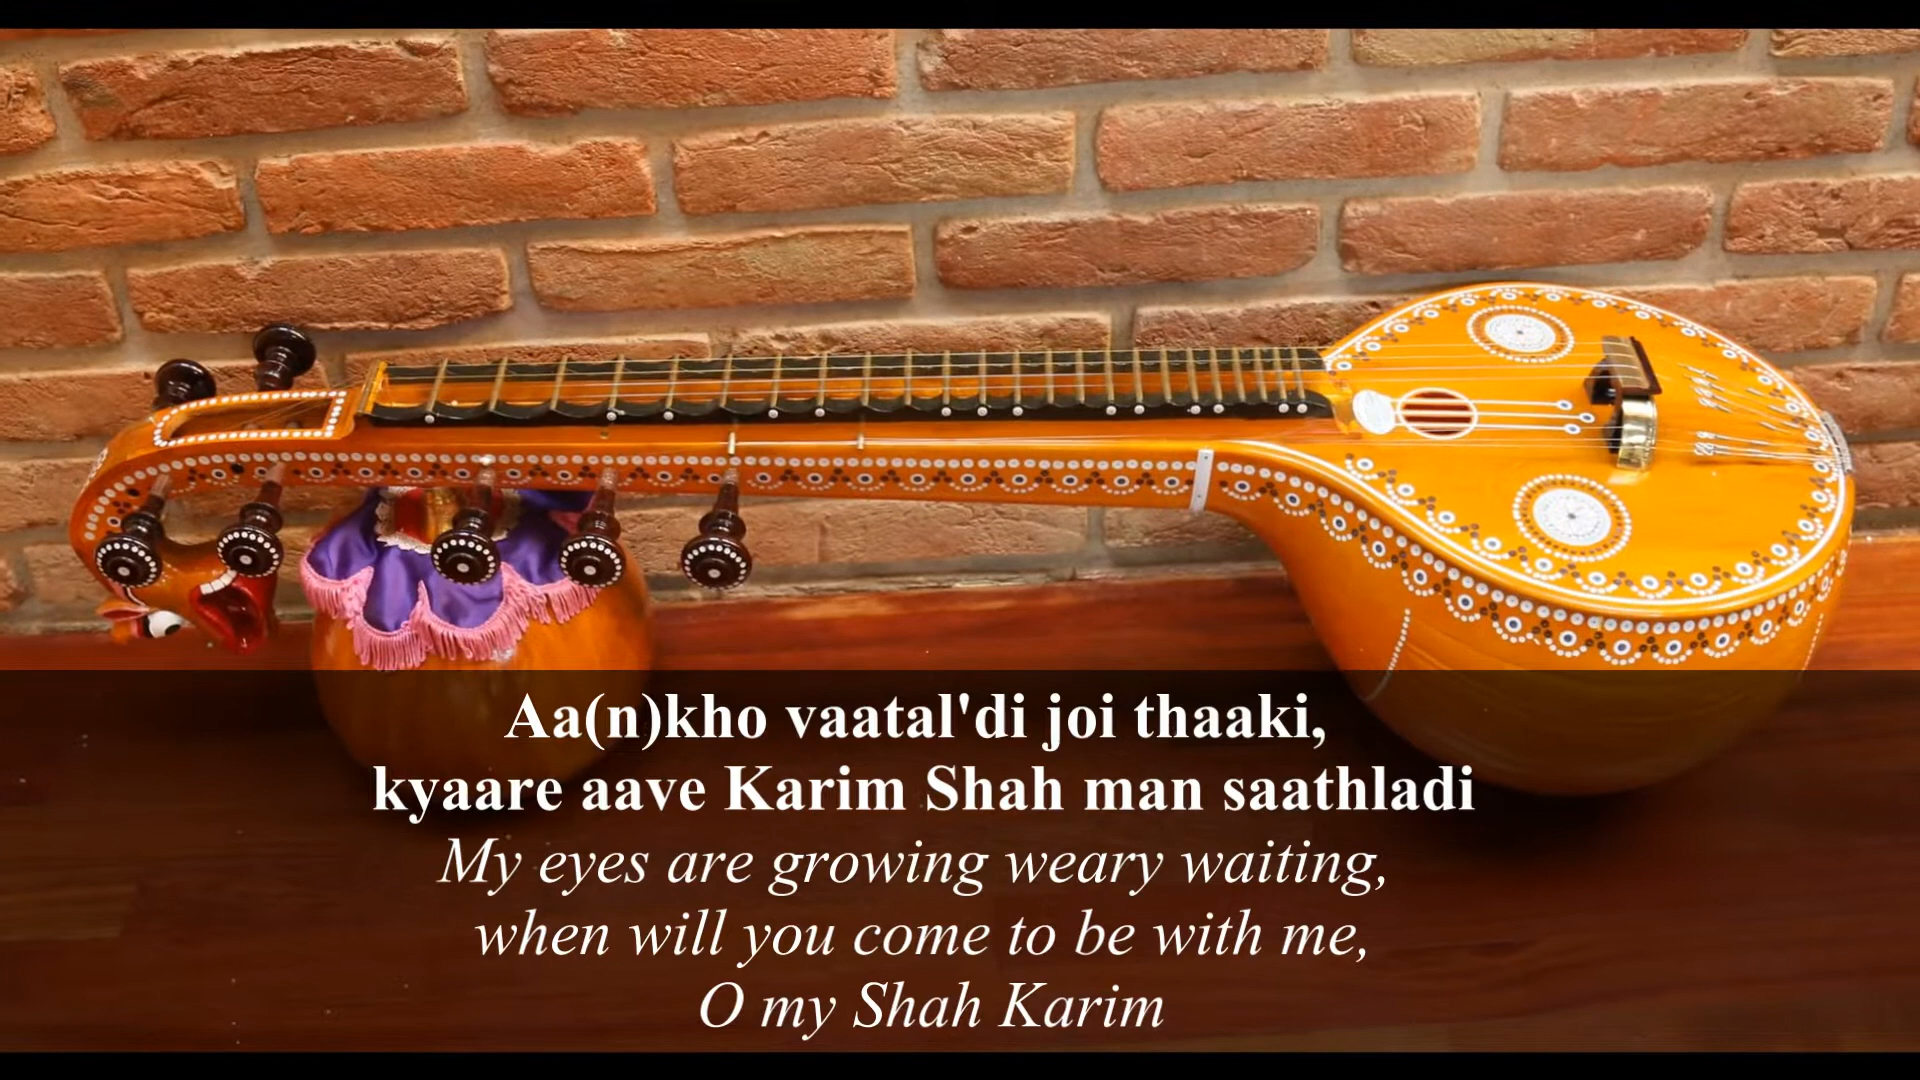 Aa(n)kho vaatal'di joi thaaki,
kyaare aave Karim Shah man saathladi
My eyes are growing weary waiting,
when will you come to be with me,
O my Shah Karim